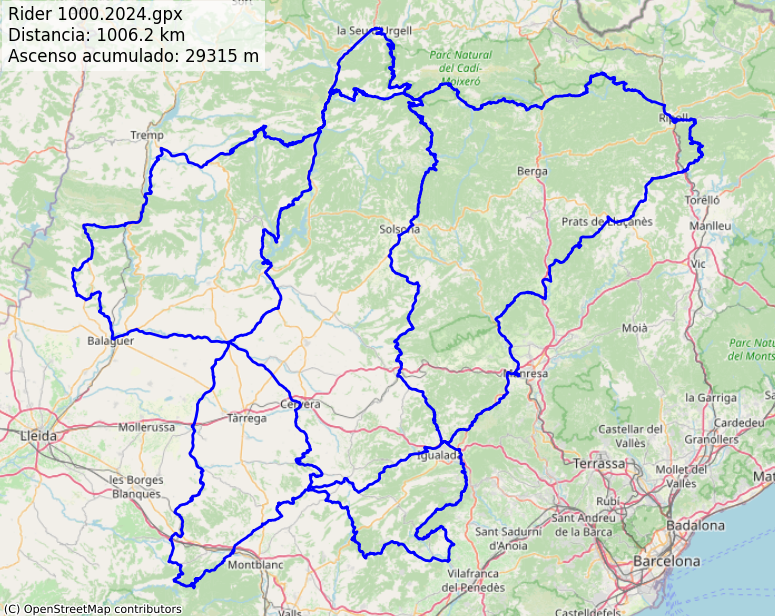 Rider 1000.2024.gpx
Distancia: 1006.2 km
Ascenso acumulado: 29315 m
la Seu d'Urgell
Parc Natural
del Cadí-
Moixeró
Tremp
Ripoll
Berga
Torelló
Prats de Lluçanès
Manlleu
Solsona
Vic
Moià
Balaguer
Parc Natu
del Monts
Manresa
la Garriga
Cervera
Tàrrega
Cardedeu
Mollerussa
Castellar del
Vallès
Granollers
Lleida
Igualada
Terrassa
Mollet del
Vallès
Mat
les Borges
Blanques
Rubí
Sant Andreu
de la Barca
Badalona
Sant Sadurní
d'Anoia
Montblanc
Barcelona
Vilafranca
del Penedès
Valls
Castelldefels
(C) OpenStreetMap contributors